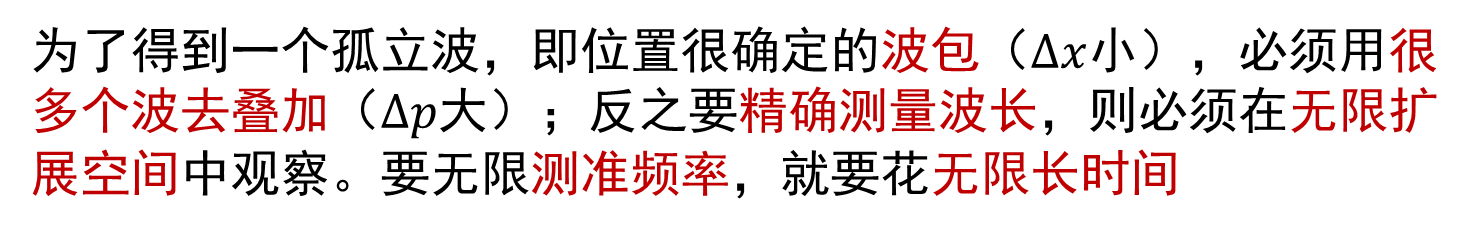 为了得到一个孤立波，即位置很确定的波包（Δx小），必须用很
多个波去叠加（Δp大）；反之要精确测量波长，则必须在无限扩
展空间中观察。要无限测准频率，就要花无限长时间